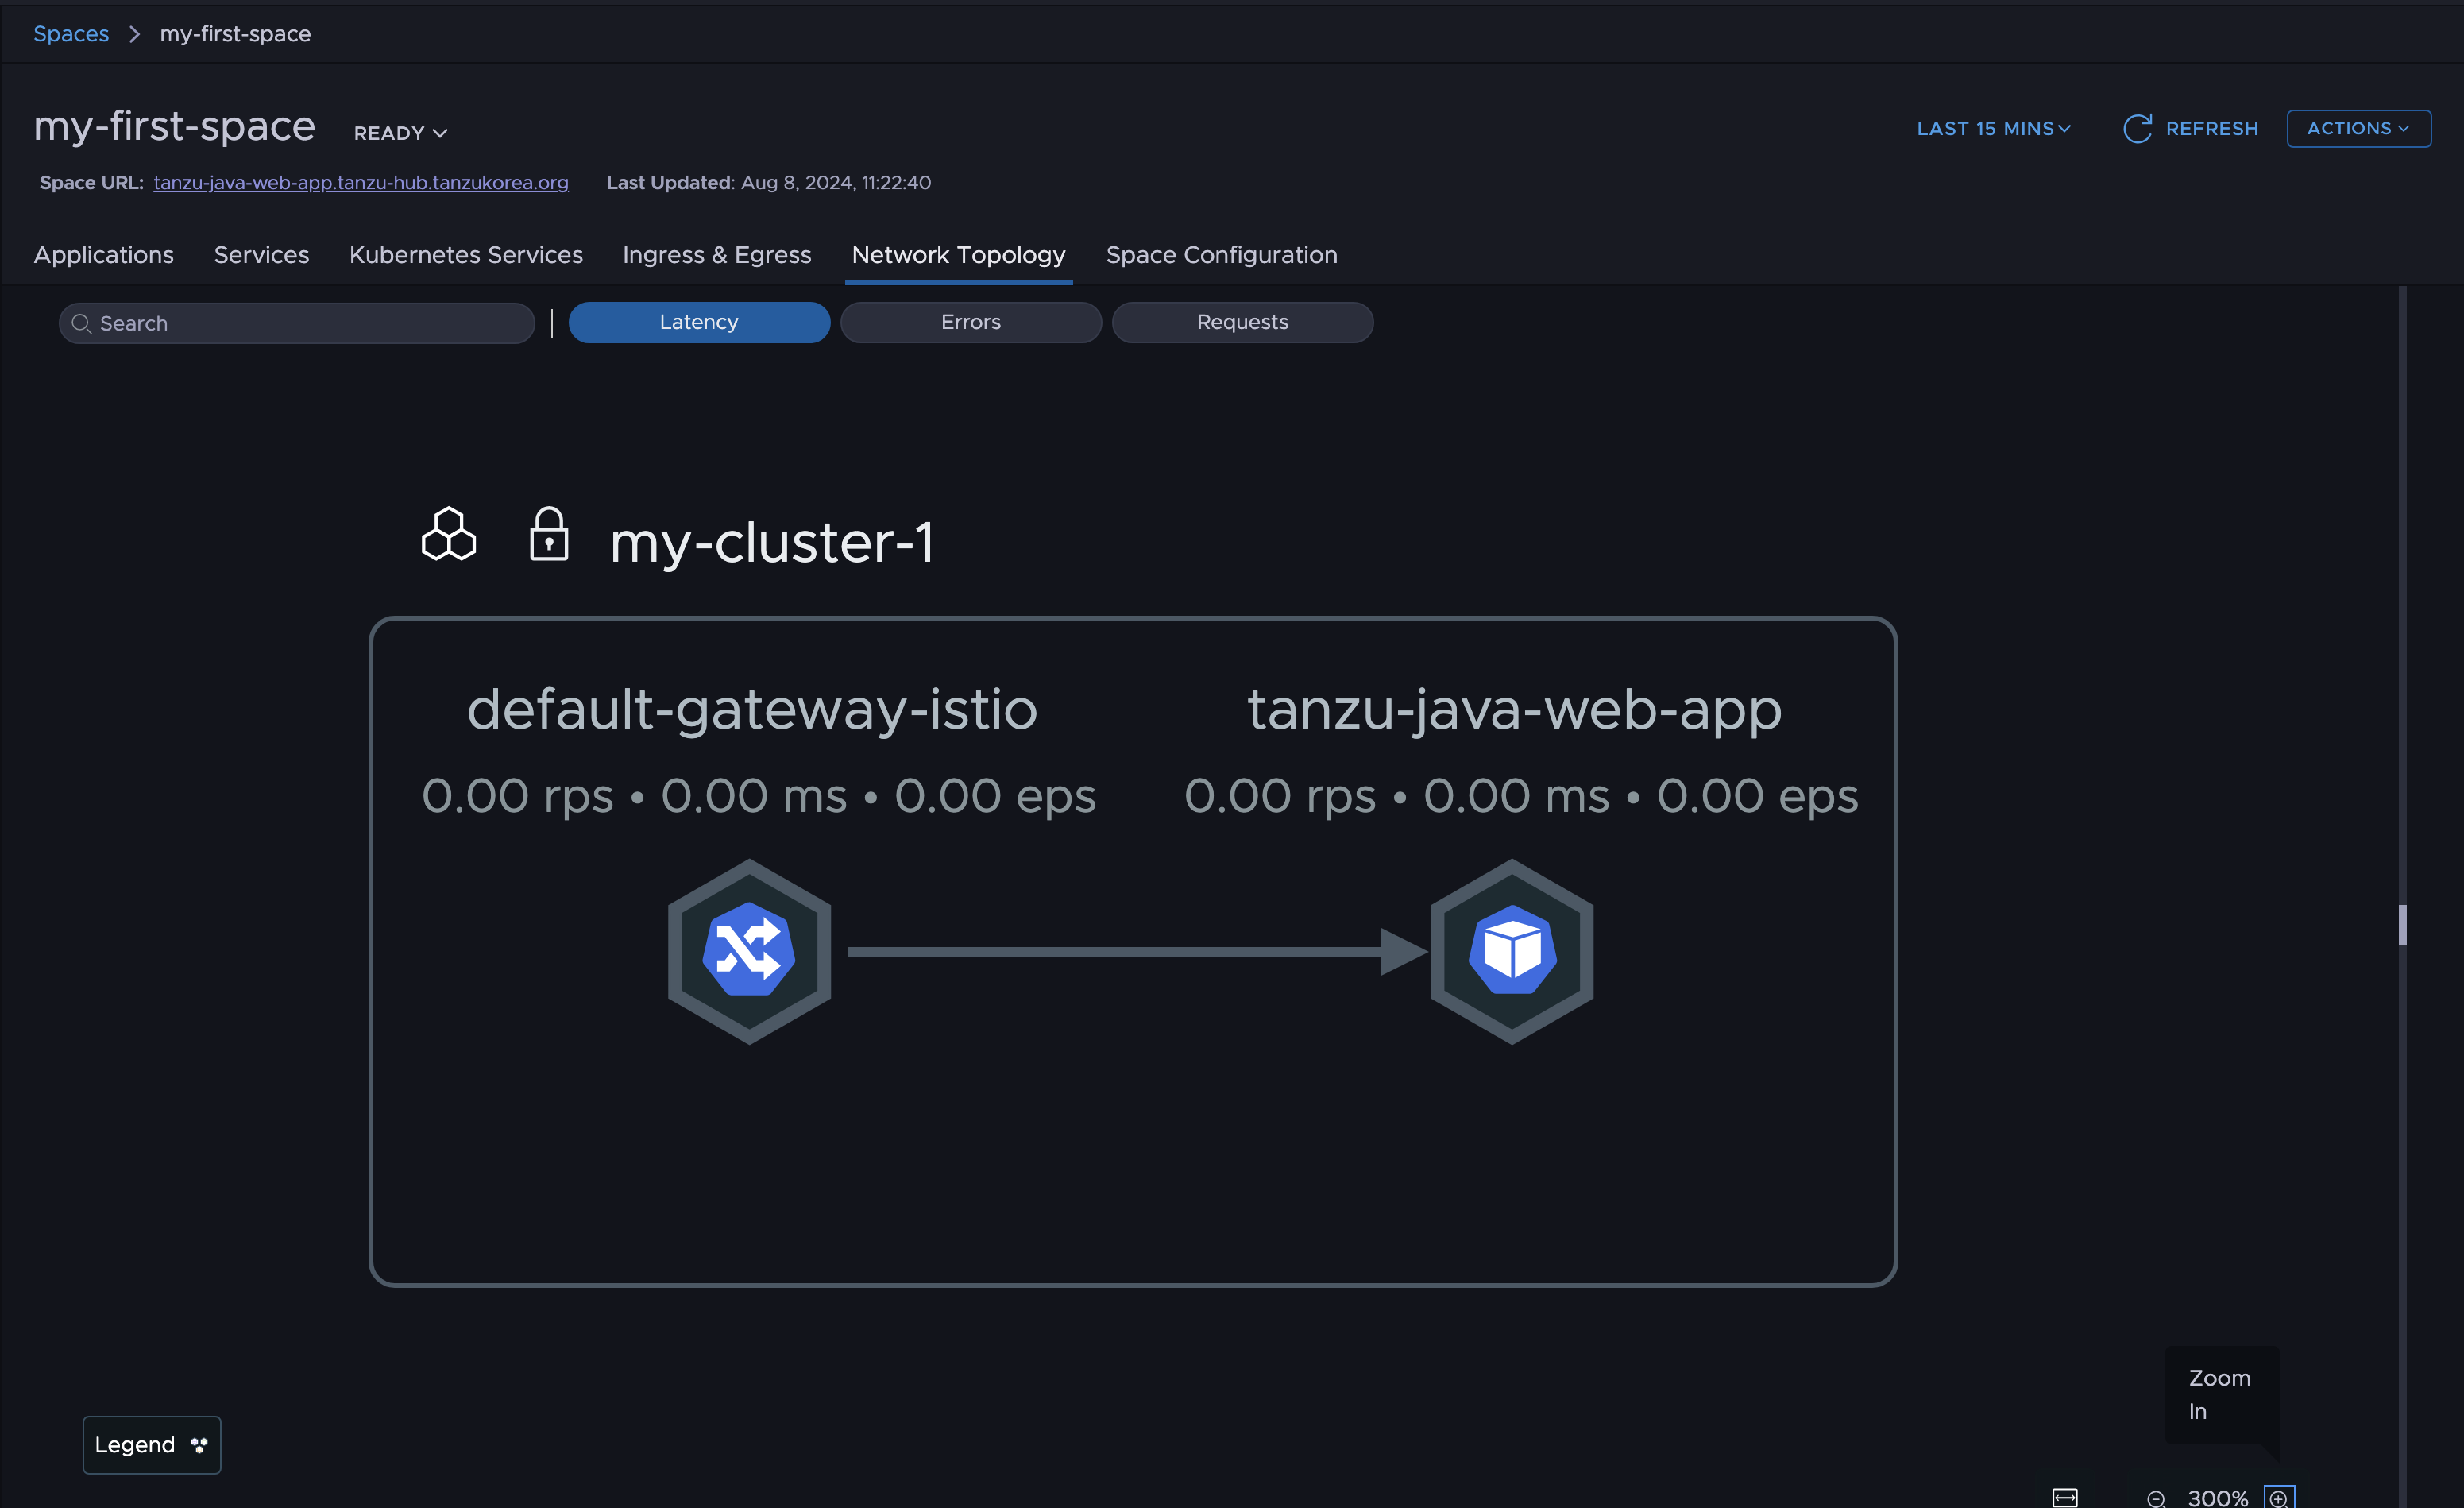 Spaces > my-first-space
my-first-space READY
LAST 15 MINS REFRESH ACTIONS
Space URL: tanzu-java-web-app.tanzu-hub.tanzukorea.org Last Updated: Aug 8, 2024, 11:22:40
Applications Services Kubernetes Services Ingress & Egress Network Topology Space Configuration
Search Latency Errors Requests
my-cluster-1
default-gateway-istio tanzu-java-web-app
0.00 rps • 0.00 ms • 0.00 eps 0.00 rps • 0.00 ms • 0.00 eps
Zoom
In
Legend
300%